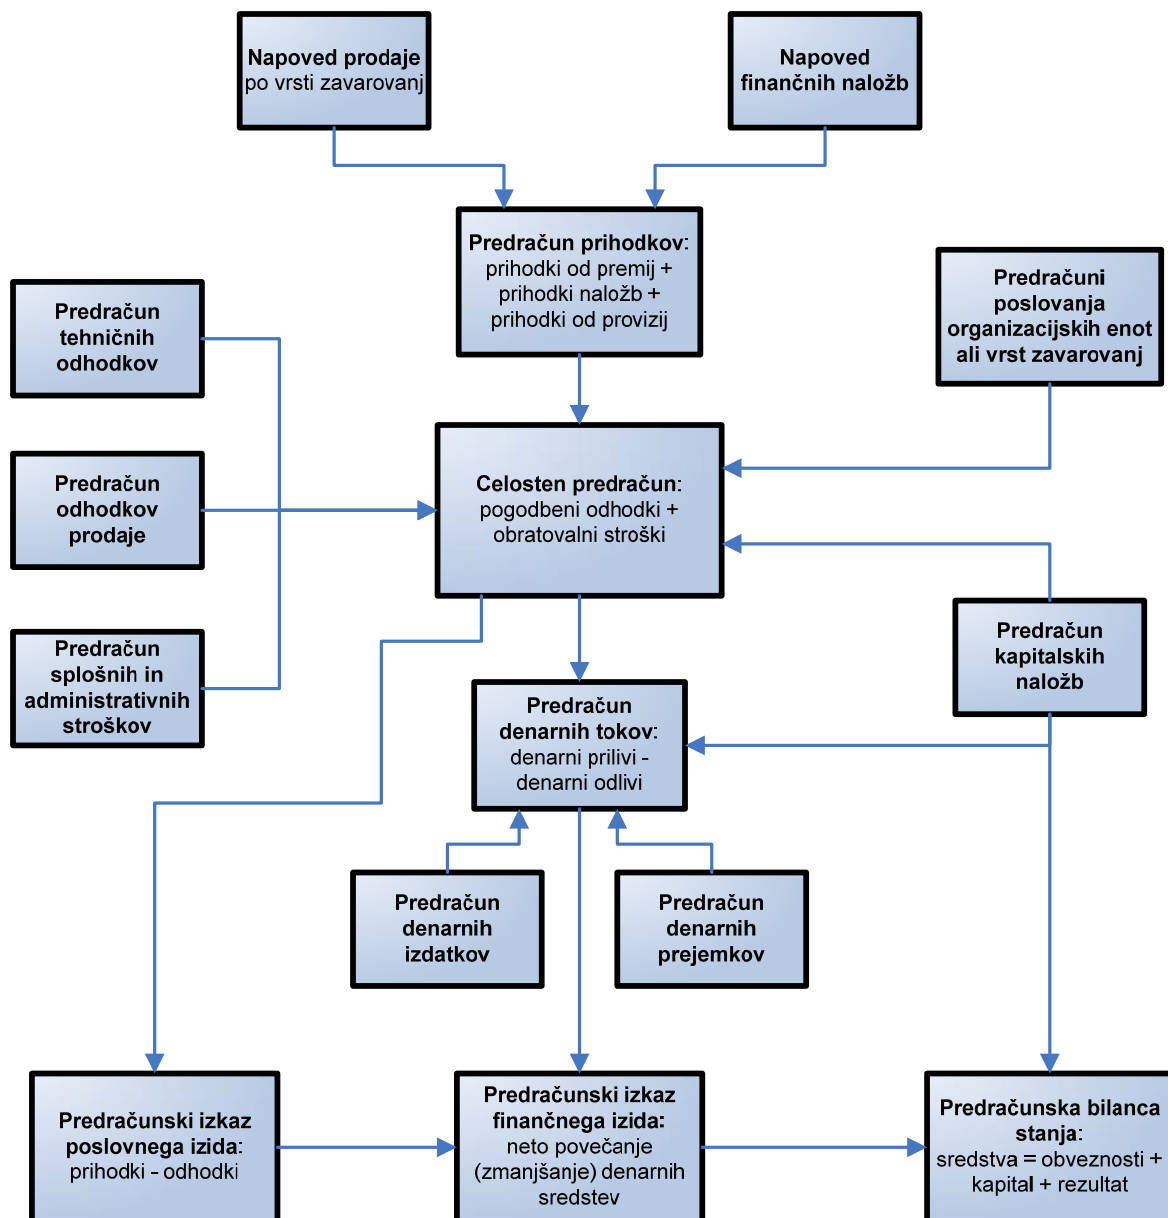 Napoved prodaje
po vrsti zavarovanj
Napoved
finančnih naložb
Predračun prihodkov:
prihodki od premij +
prihodki naložb +
prihodki od provizij
Predračun
tehničnih
odhodkov
Predračuni
poslovanja
organizacijskih enot
ali vrst zavarovanj
Predračun
odhodkov
prodaje
Celosten predračun:
pogodbeni odhodki +
obratovalni stroški
Predračun
splošnih in
administrativnih
stroškov
Predračun
kapitalskih
naložb
Predračun
denarnih tokov:
denarni prilivi -
denarni odlivi
Predračun
denarnih
izdatkov
Predračun
denarnih
prejemkov
Predračunski izkaz
poslovnega izida:
prihodki - odhodki
Predračunski izkaz
finančnega izida:
neto povečanje
(zmanjšanje) denarnih
sredstev
Predračunska bilanca
stanja:
sredstva = obveznosti +
kapital + rezultat